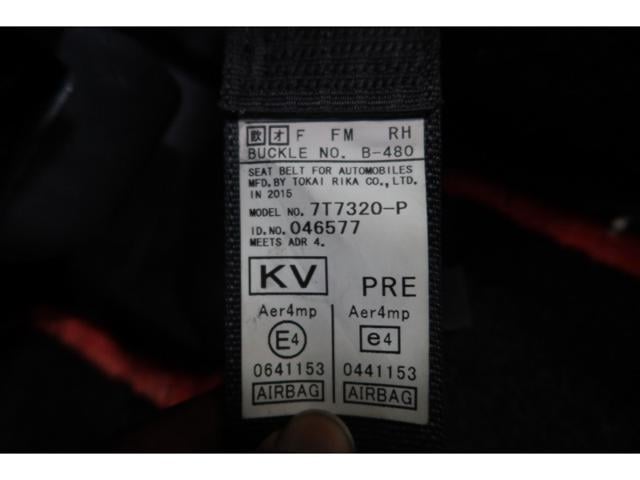 欧 オ F FM RH
BUCKLE NO. B-480
SEAT BELT FOR AUTOMOBILES
MFD.BY TOKAI RIKA CO.,LTD.
IN 2015
MODEL NO. 7T7320-P
ID.NO. 046577
MEETS ADR 4.
KV
PRE
Aer4mp
E4
0641153
AIRBAG
Aer4mp
e4
0441153
AIRBAG